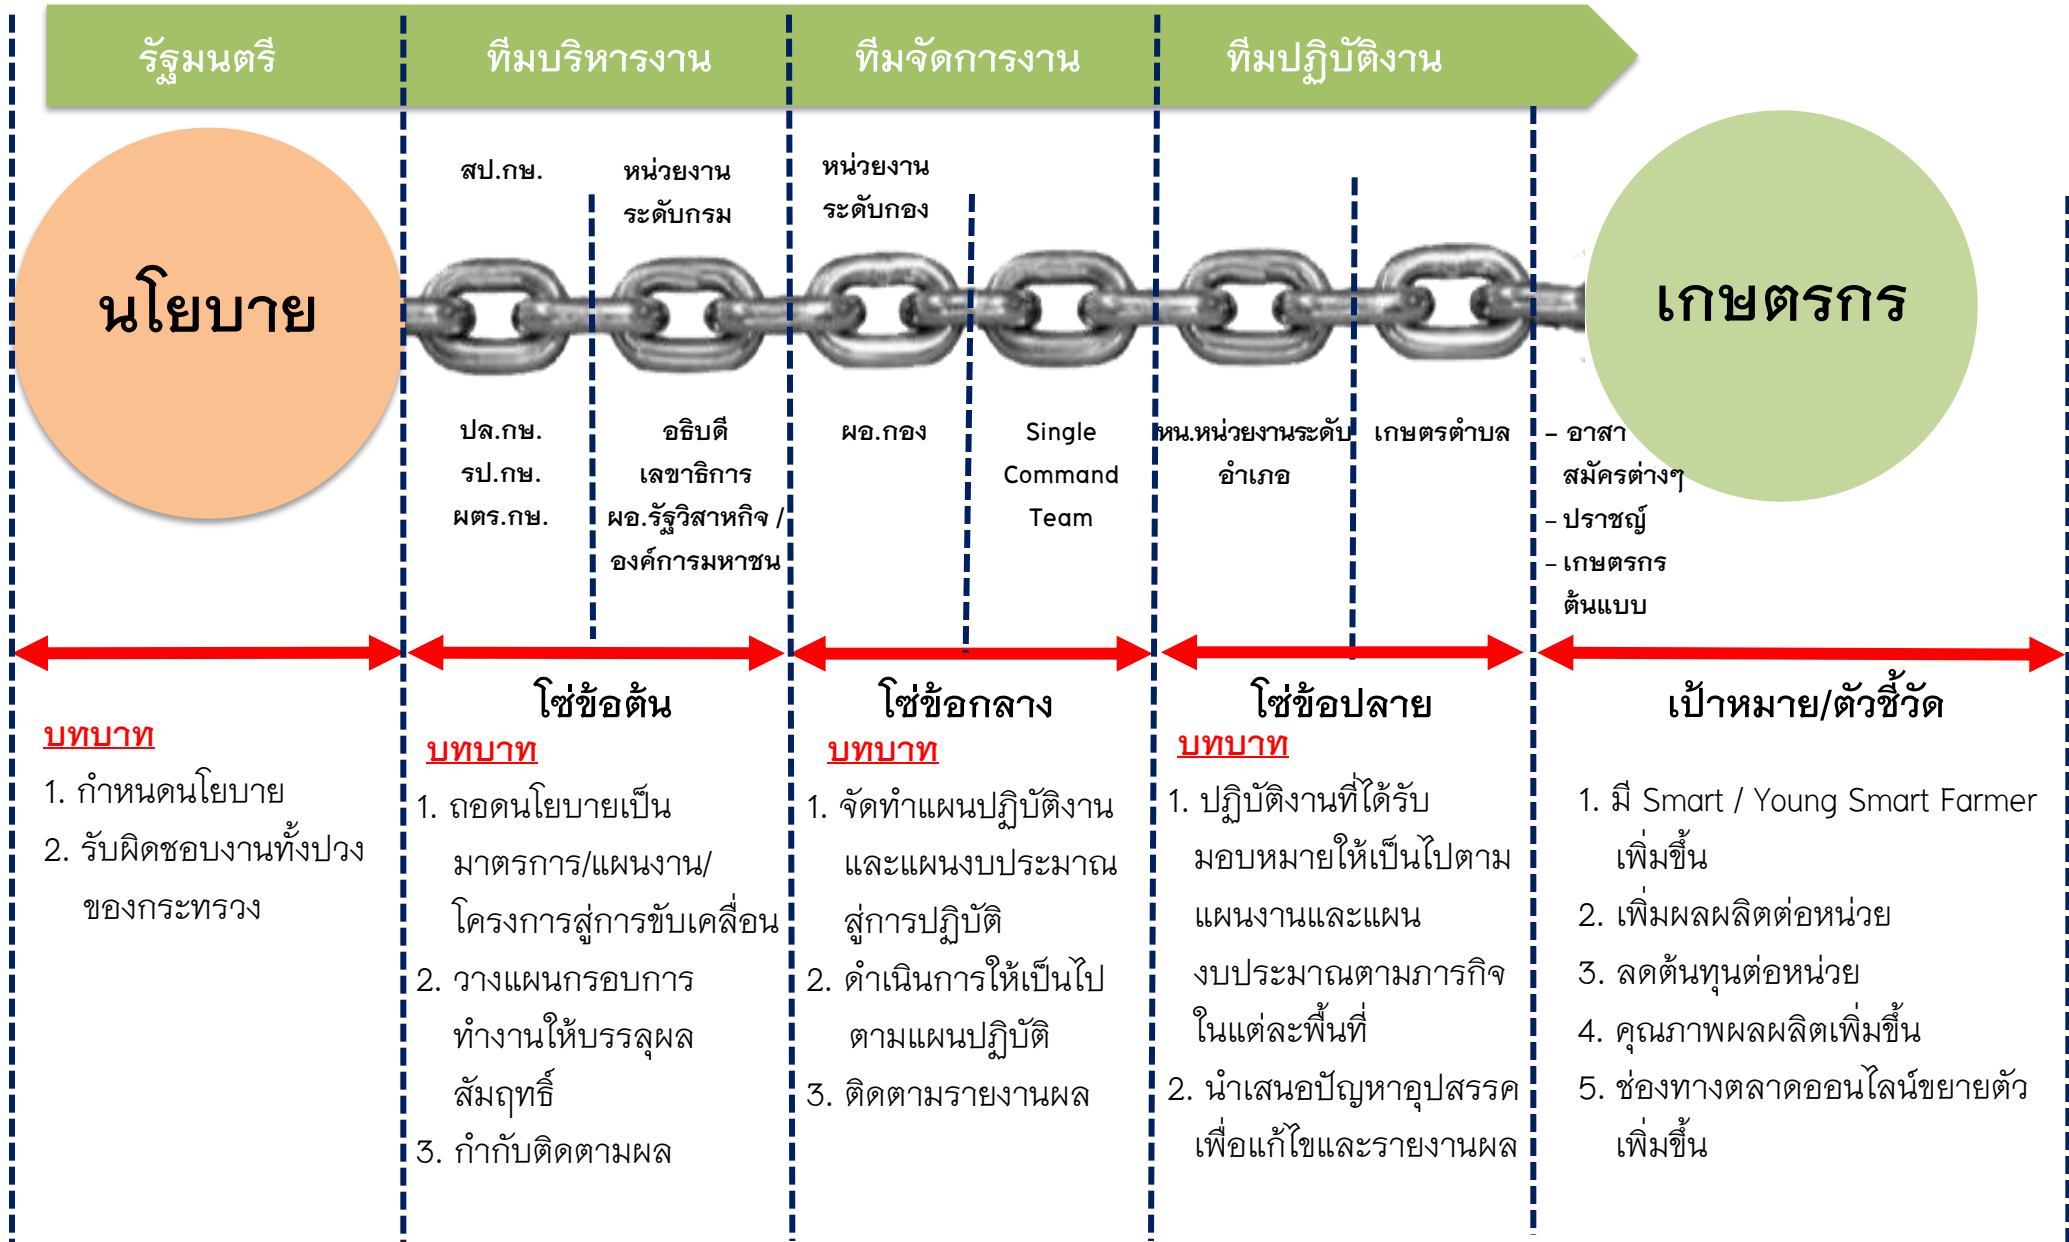 รัฐมนตรี
ทีมบริหารงาน
ทีมจัดการงาน
ทีมปฏิบัติงาน
นโยบาย
สป.กษ.
หน่วยงาน
ระดับกรม
หน่วยงาน
ระดับกอง
เกษตรกร
ปล.กษ.
รป.กษ.
ผตร.กษ.
อธิบดี
เลขาธิการ
ผอ.รัฐวิสาหกิจ /
องค์การมหาชน
ผอ.กอง
Single
Command
Team
หน.หน่วยงานระดับ
อำเภอ
เกษตรตำบล
- อาสา
สมัครต่างๆ
- ปราชญ์
- เกษตรกร
ต้นแบบ
บทบาท
1. กำหนดนโยบาย
2. รับผิดชอบงานทั้งปวง
ของกระทรวง
โซ่ข้อต้น
บทบาท
1. ถอดนโยบายเป็น
มาตรการ/แผนงาน/
โครงการสู่การขับเคลื่อน
2. วางแผนกรอบการ
ทำงานให้บรรลุผล
สัมฤทธิ์
3. กำกับติดตามผล
โซ่ข้อกลาง
บทบาท
1. จัดทำแผนปฏิบัติงาน
และแผนงบประมาณ
สู่การปฏิบัติ
2. ดำเนินการให้เป็นไป
ตามแผนปฏิบัติ
3. ติดตามรายงานผล
โซ่ข้อปลาย
บทบาท
1. ปฏิบัติงานที่ได้รับ
มอบหมายให้เป็นไปตาม
แผนงานและแผน
งบประมาณตามภารกิจ
ในแต่ละพื้นที่
2. นำเสนอปัญหาอุปสรรค
เพื่อแก้ไขและรายงานผล
เป้าหมาย/ตัวชี้วัด
1. มี Smart / Young Smart Farmer
เพิ่มขึ้น
2. เพิ่มผลผลิตต่อหน่วย
3. ลดต้นทุนต่อหน่วย
4. คุณภาพผลผลิตเพิ่มขึ้น
5. ช่องทางตลาดออนไลน์ขยายตัว
เพิ่มขึ้น